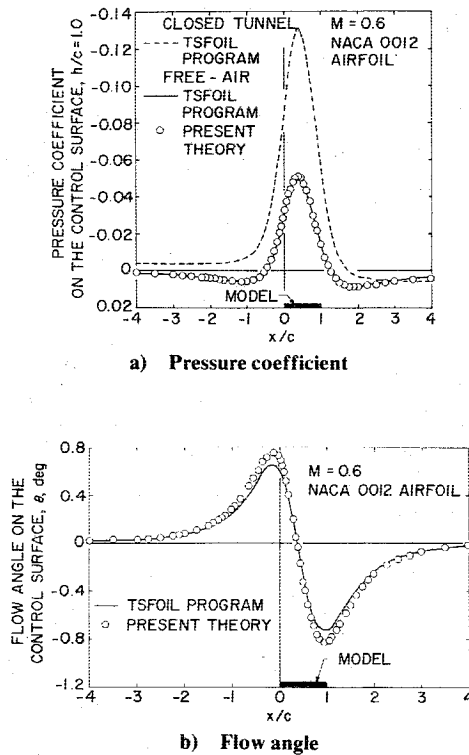 PRESSURE COEFFICIENT
ON THE CONTROL SURFACE, h/c=1.0
-0.14
-0.12
-0.10
-0.08
-0.06
-0.04
-0.02
0
0.02
CLOSED TUNNEL
TSFOIL
PROGRAM
FREE-AIR
TSFOIL
PROGRAM
PRESENT
THEORY
M = 0.6
NACA 0012
AIRFOIL
MODEL
-4 -3 -2 -1 0 1 2 3 4
x/c
a) Pressure coefficient
FLOW ANGLE ON THE
CONTROL SURFACE, θ, deg
0.8
0.4
0
-0.4
-0.8
-1.2
M = 0.6
NACA 0012 AIRFOIL
TSFOIL PROGRAM
PRESENT THEORY
MODEL
-4 -3 -2 -1 0 1 2 3 4
x/c
b) Flow angle